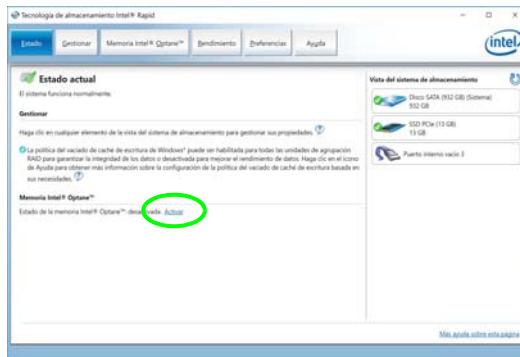 Tecnología de almacenamiento Intel® Rapid
Estado
Gestionar
Memoria Intel® Optane™
Rendimiento
Preferencias
Ayuda
intel
Estado actual
El sistema funciona normalmente.
Gestionar
Haga clic en cualquier elemento de la vista del sistema de almacenamiento para gestionar sus propiedades.
La política del vaciado de caché de escritura de Windows* puede ser habilitada para todas las unidades de agrupación
RAID para garantizar la integridad de los datos o desactivada para mejorar el rendimiento de datos. Haga clic en el icono
de Ayuda para obtener más información sobre la configuración de la política del vaciado de caché de escritura basada en
sus necesidades.
Memoria Intel® Optane™
Estado de la memoria Intel® Optane™: desactivada. Activar
Vista del sistema de almacenamiento
Disco SATA (932 GB) (Sistema)
932 GB
SSD PCIe (13 GB)
13 GB
Puerto interno vacío 3
Más ayuda sobre esta página